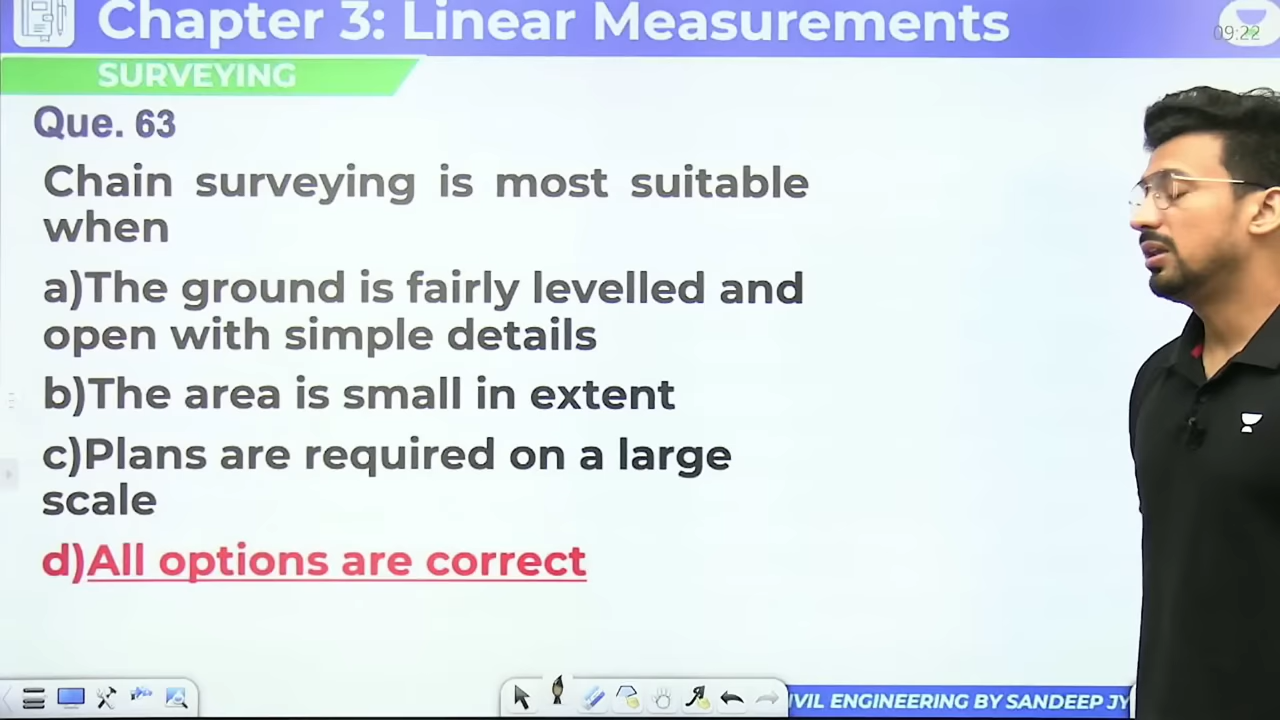 Chapter 3: Linear Measurements
09:22
SURVEYING
Que. 63
Chain surveying is most suitable
when
a)The ground is fairly levelled and
open with simple details
b)The area is small in extent
c)Plans are required on a large
scale
d)All options are correct
IVIL ENGINEERING BY SANDEEP JY